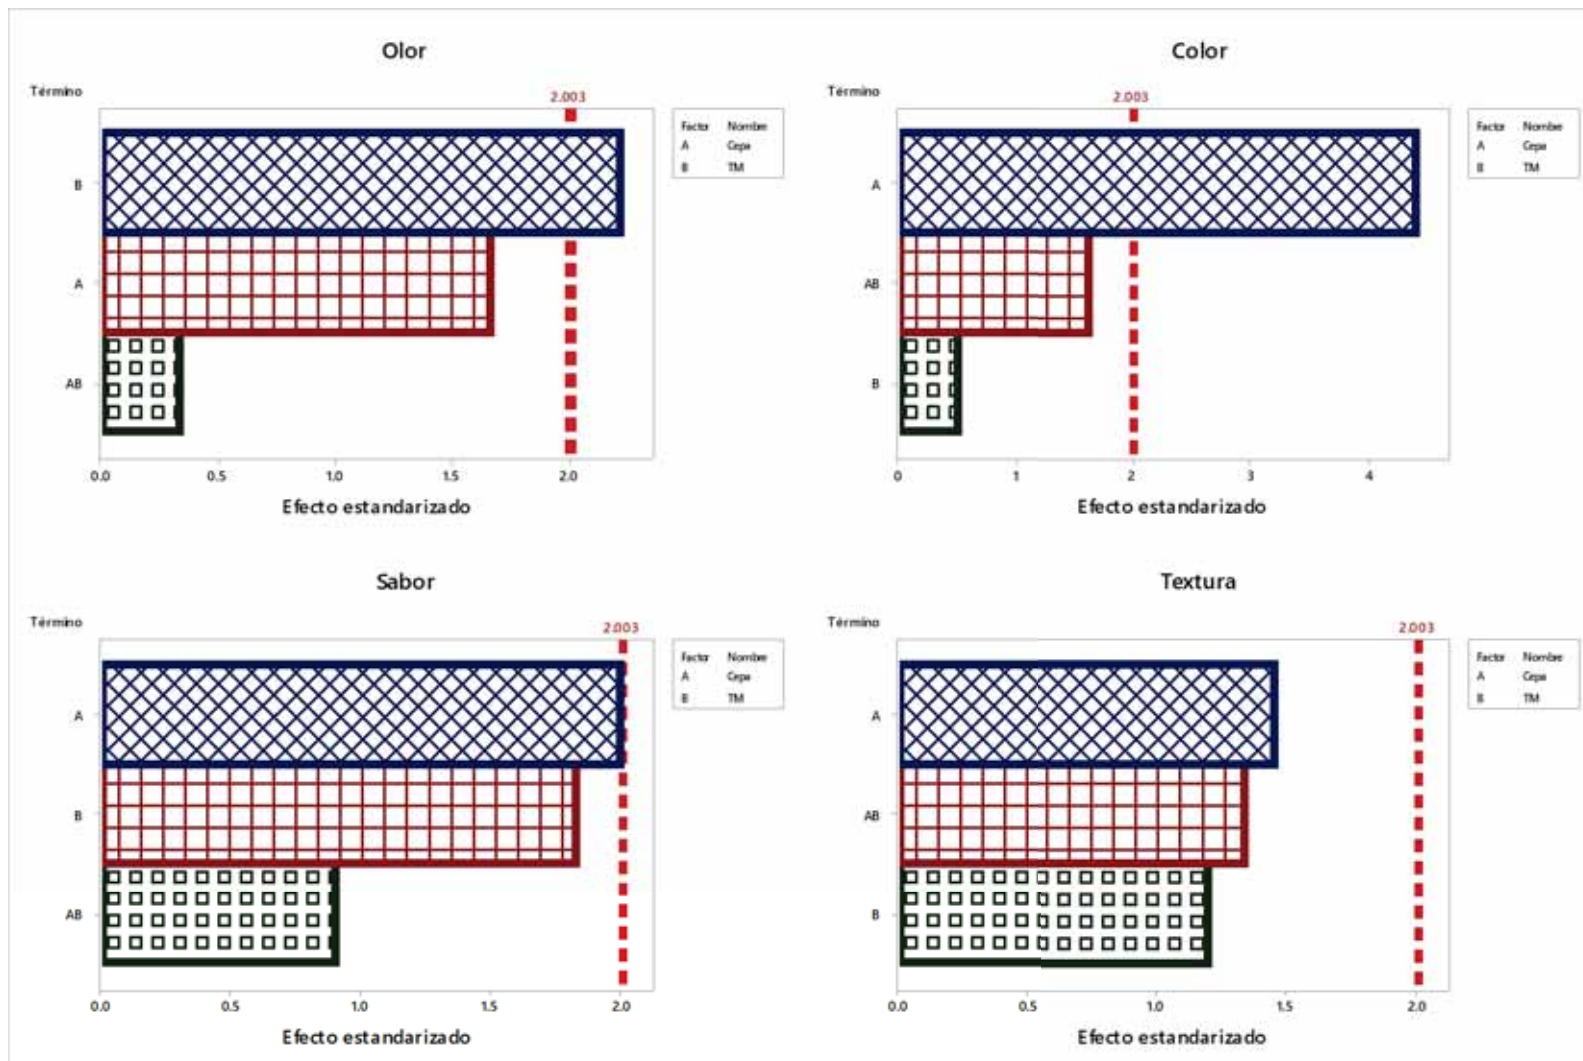 Olor
Término
2.003
Factor Nombre
A Cepa
B TM
B
A
AB
0.0 0.5 1.0 1.5 2.0
Efecto estandarizado
Color
Término
2.003
Factor Nombre
A Cepa
B TM
A
AB
B
0 1 2 3 4
Efecto estandarizado
Sabor
Término
2.003
Factor Nombre
A Cepa
B TM
A
B
AB
0.0 0.5 1.0 1.5 2.0
Efecto estandarizado
Textura
Término
2.003
Factor Nombre
A Cepa
B TM
A
AB
B
0.0 0.5 1.0 1.5 2.0
Efecto estandarizado